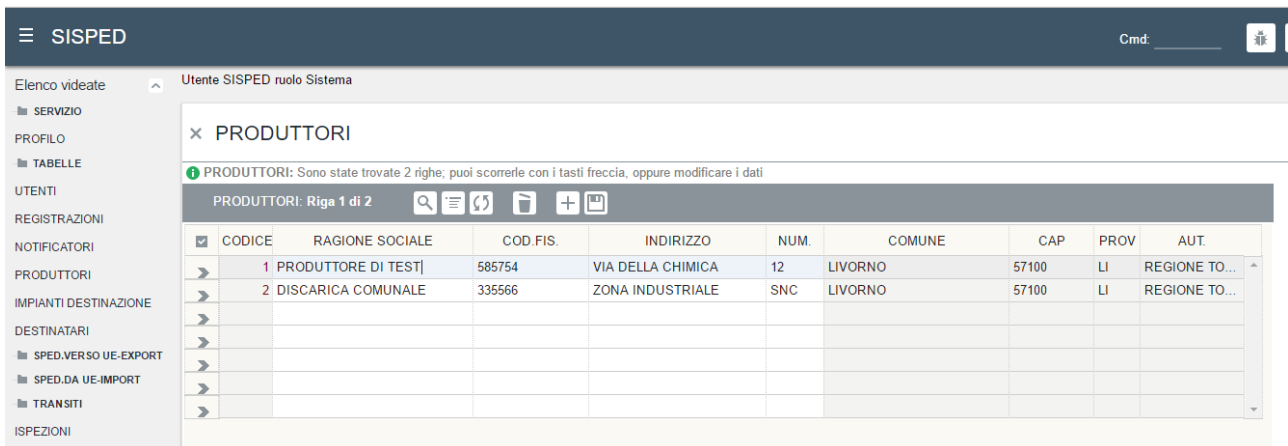 ☰ SISPED Cmd:
Elenco videate
SERVIZIO
PROFILO
TABELLE
UTENTI
REGISTRAZIONI
NOTIFICATORI
PRODUTTORI
IMPIANTI DESTINAZIONE
DESTINATARI
SPED.VERSO UE-EXPORT
SPED.DA UE-IMPORT
TRANSITI
ISPEZIONI
Utente SISPED ruolo Sistema
× PRODUTTORI
PRODUTTORI: Sono state trovate 2 righe; puoi scorrerle con i tasti freccia, oppure modificare i dati
PRODUTTORI: Riga 1 di 2
CODICE RAGIONE SOCIALE COD.FIS. INDIRIZZO NUM. COMUNE CAP PROV AUT.
1 PRODUTTORE DI TEST 585754 VIA DELLA CHIMICA 12 LIVORNO 57100 LI REGIONE TO...
2 DISCARICA COMUNALE 335566 ZONA INDUSTRIALE SNC LIVORNO 57100 LI REGIONE TO...